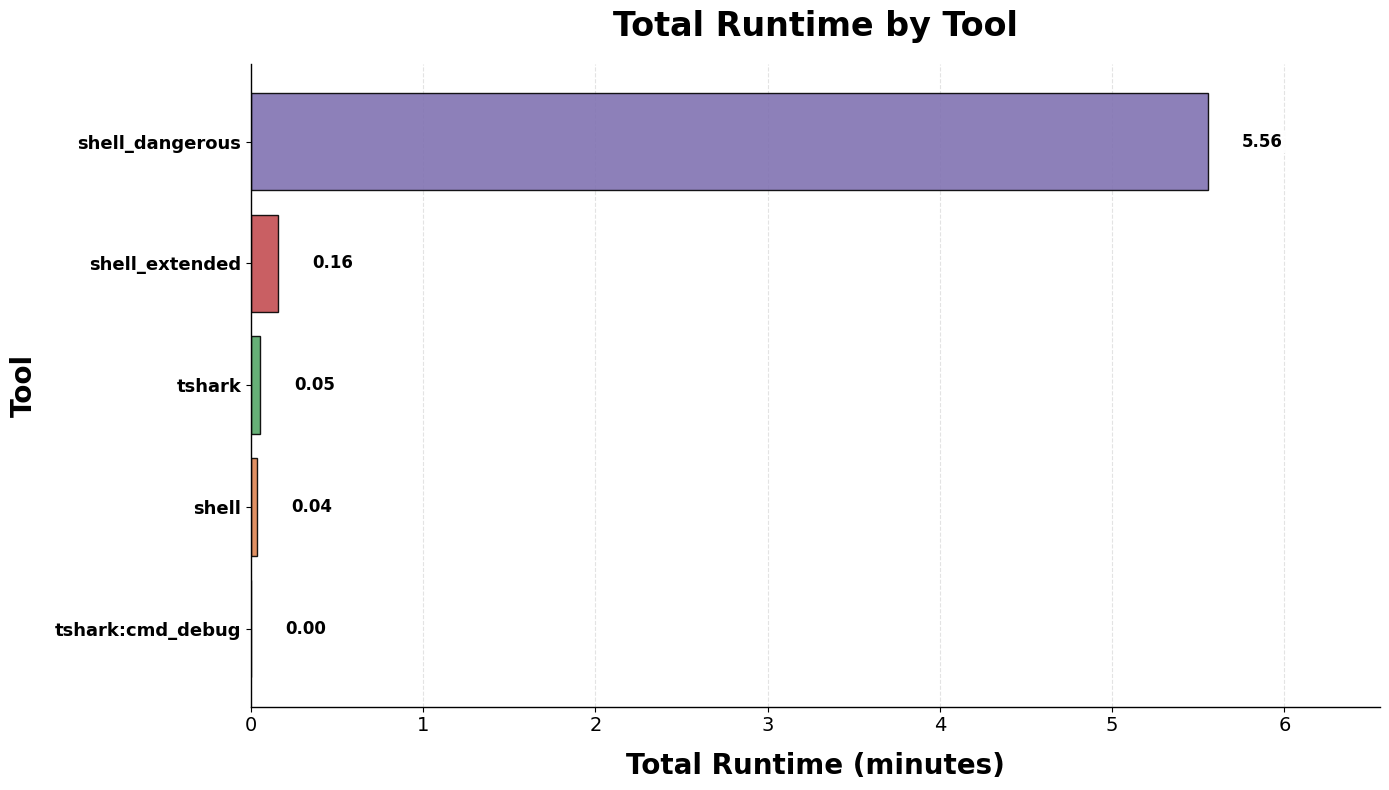 Total Runtime by Tool
shell_dangerous
5.56
shell_extended
0.16
tshark
0.05
shell
0.04
tshark:cmd_debug
0.00
Tool
0 1 2 3 4 5 6
Total Runtime (minutes)